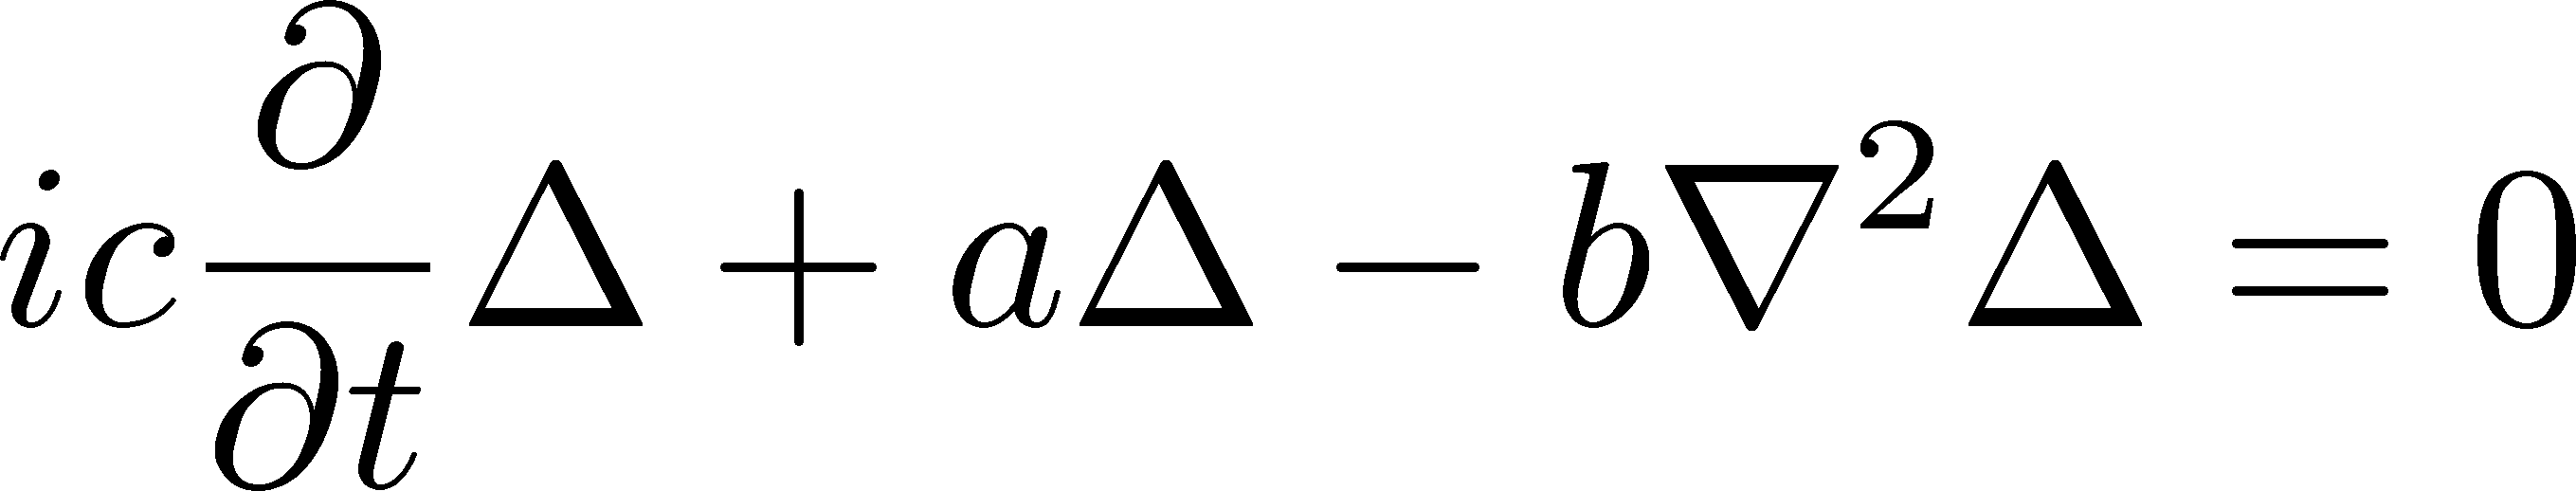 ic ∂/∂t Δ + aΔ − b∇²Δ = 0